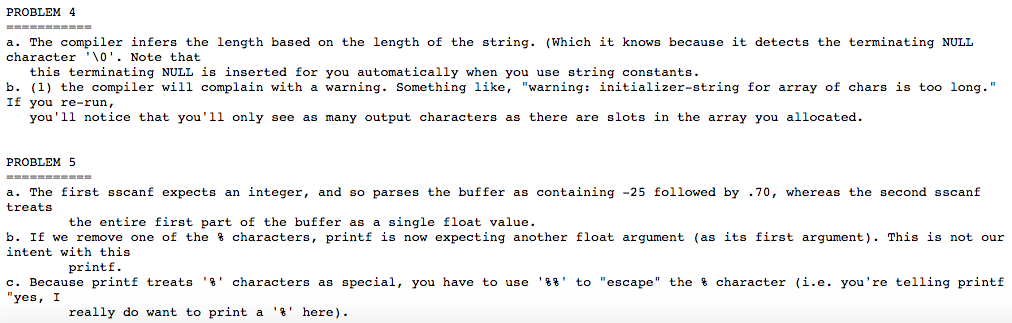 PROBLEM 4
===========
a. The compiler infers the length based on the length of the string. (Which it knows because it detects the terminating NULL
character '\0'. Note that
this terminating NULL is inserted for you automatically when you use string constants.
b. (1) the compiler will complain with a warning. Something like, "warning: initializer-string for array of chars is too long."
If you re-run,
you'll notice that you'll only see as many output characters as there are slots in the array you allocated.
PROBLEM 5
===========
a. The first sscanf expects an integer, and so parses the buffer as containing -25 followed by .70, whereas the second sscanf
treats
the entire first part of the buffer as a single float value.
b. If we remove one of the % characters, printf is now expecting another float argument (as its first argument). This is not our
intent with this
printf.
c. Because printf treats '%' characters as special, you have to use '%%' to "escape" the % character (i.e. you're telling printf
"yes, I
really do want to print a '%' here).